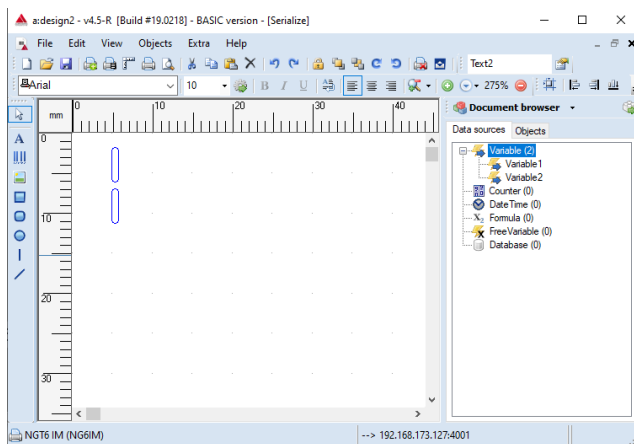 a:design2 - v4.5-R [Build #19.0218] - BASIC version - [Serialize]
File Edit View Objects Extra Help
Text2
Arial 10 B I U 275%
Document browser
mm 0 10 20 30 40
Data sources Objects
0
Variable (2)
Variable1
Variable2
Counter (0)
DateTime (0)
X₂ Formula (0)
FreeVariable (0)
Database (0)
A
10
20
30
NGT6 IM (NG6IM) --> 192.168.173.127:4001